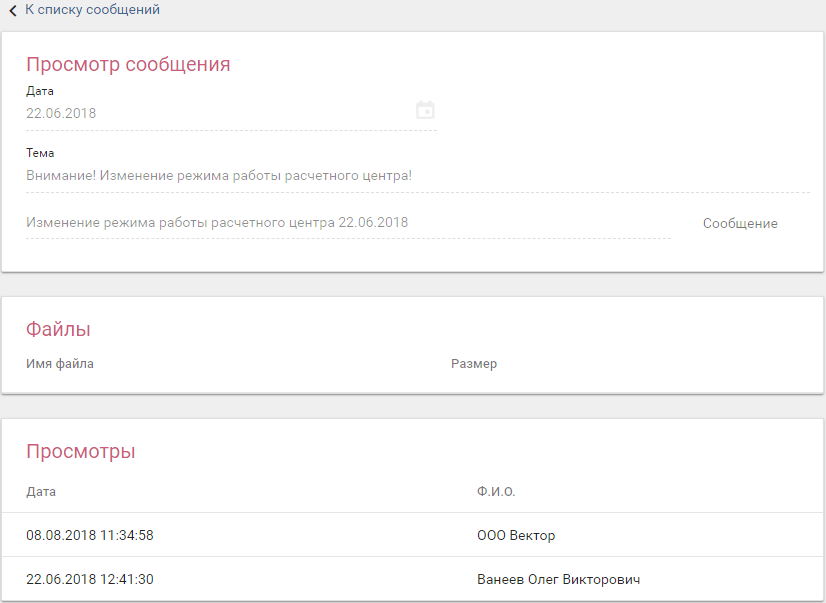 К списку сообщений
Просмотр сообщения
Дата
22.06.2018
Тема
Внимание! Изменение режима работы расчетного центра!
Изменение режима работы расчетного центра 22.06.2018
Сообщение
Файлы
Имя файла Размер
Просмотры
Дата Ф.И.О.
08.08.2018 11:34:58 ООО Вектор
22.06.2018 12:41:30 Ванеев Олег Викторович